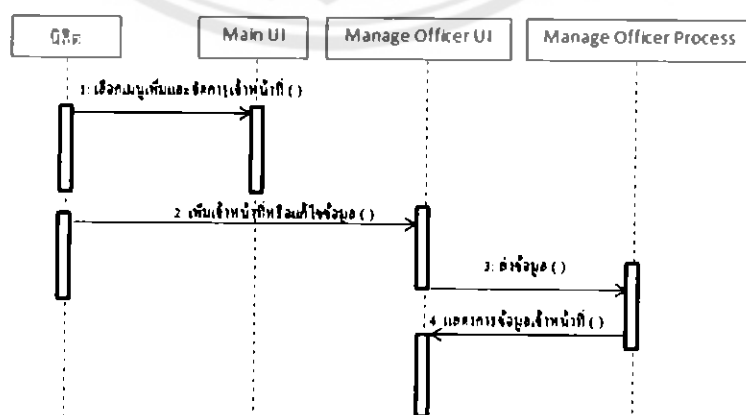 นิสิต
Main UI
Manage Officer UI
Manage Officer Process
1: เลือกเมนูเพิ่มและจัดการเจ้าหน้าที่ ( )
2: เพิ่มเจ้าหน้าที่หรือแก้ไขข้อมูล ( )
3: ส่งข้อมูล ( )
4: แสดงการข้อมูลเจ้าหน้าที่ ( )